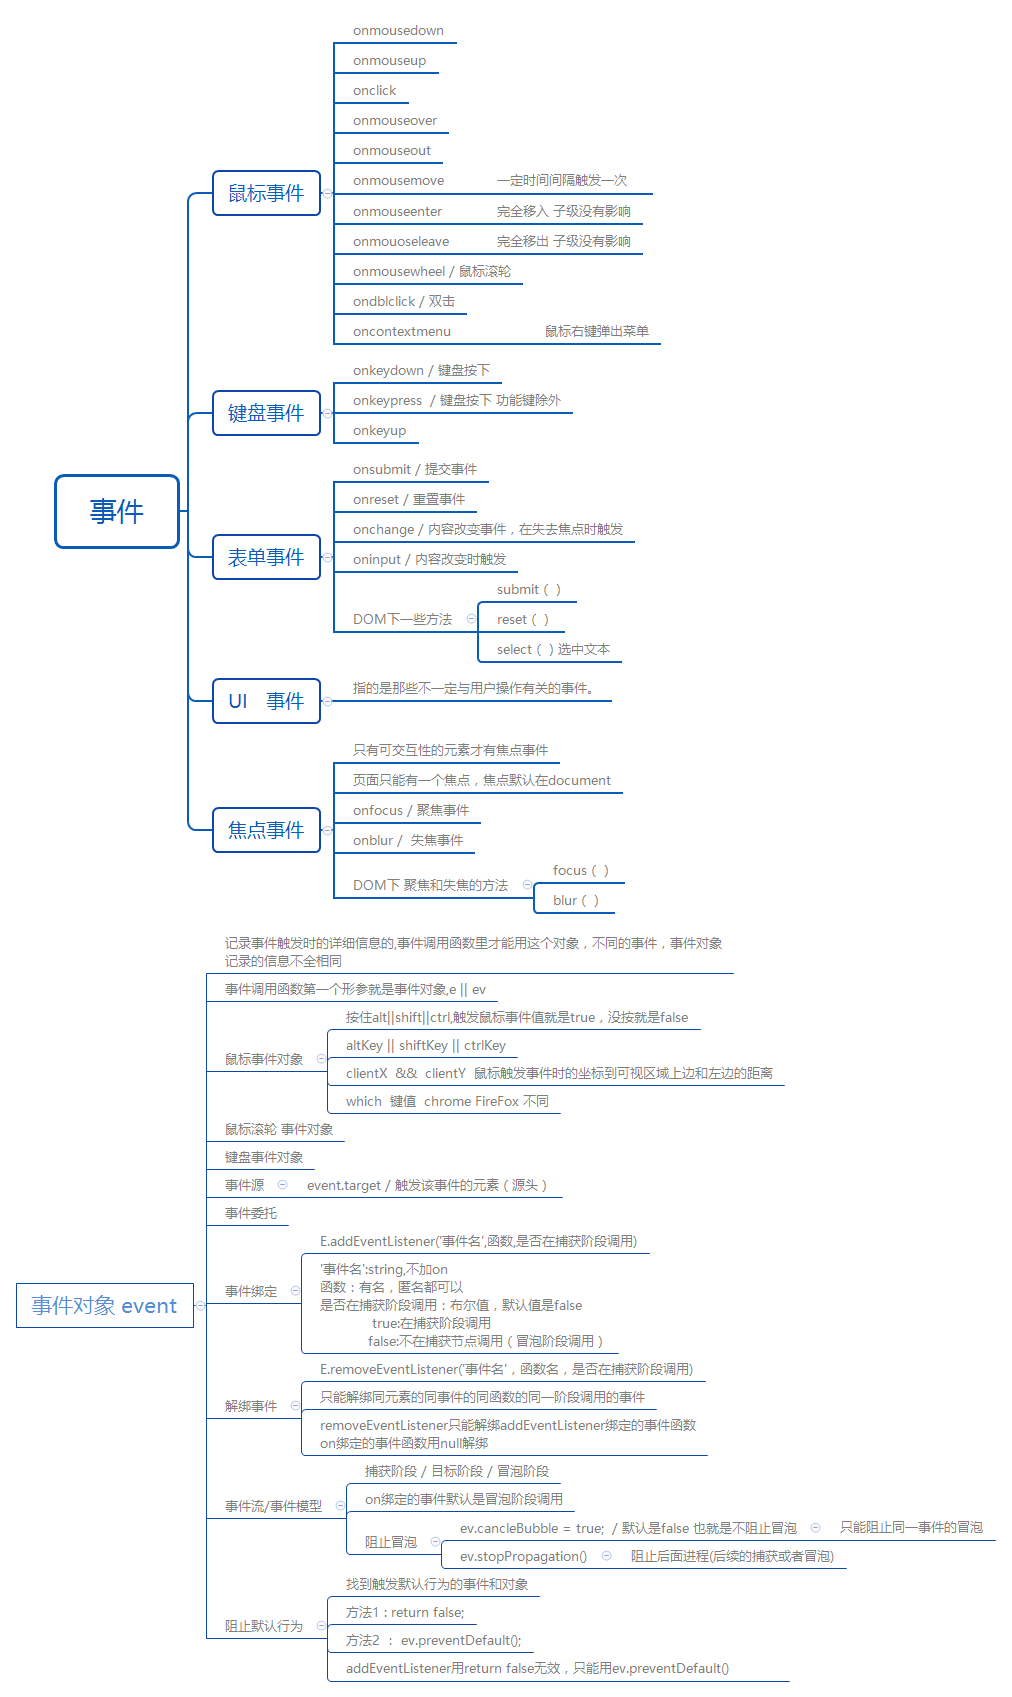 事件
鼠标事件
onmousedown
onmouseup
onclick
onmouseover
onmouseout
onmousemove 一定时间间隔触发一次
onmouseenter 完全移入 子级没有影响
onmouoseleave 完全移出 子级没有影响
onmousewheel / 鼠标滚轮
ondblclick / 双击
oncontextmenu 鼠标右键弹出菜单
键盘事件
onkeydown / 键盘按下
onkeypress / 键盘按下 功能键除外
onkeyup
表单事件
onsubmit / 提交事件
onreset / 重置事件
onchange / 内容改变事件，在失去焦点时触发
oninput / 内容改变时触发
DOM下一些方法
submit（ ）
reset（ ）
select（ ）选中文本
UI 事件
指的是那些不一定与用户操作有关的事件。
焦点事件
只有可交互性的元素才有焦点事件
页面只能有一个焦点，焦点默认在document
onfocus / 聚焦事件
onblur / 失焦事件
DOM下 聚焦和失焦的方法
focus（ ）
blur（ ）
事件对象 event
记录事件触发时的详细信息的,事件调用函数里才能用这个对象，不同的事件，事件对象
记录的信息不全相同
事件调用函数第一个形参就是事件对象,e || ev
鼠标事件对象
按住alt||shift||ctrl,触发鼠标事件值就是true，没按就是false
altKey || shiftKey || ctrlKey
clientX && clientY 鼠标触发事件时的坐标到可视区域上边和左边的距离
which 键值 chrome FireFox 不同
鼠标滚轮 事件对象
键盘事件对象
事件源
event.target / 触发该事件的元素（源头）
事件委托
事件绑定
E.addEventListener('事件名',函数,是否在捕获阶段调用)
'事件名':string,不加on
函数：有名，匿名都可以
是否在捕获阶段调用：布尔值，默认值是false
true:在捕获阶段调用
false:不在捕获节点调用（冒泡阶段调用）
解绑事件
E.removeEventListener('事件名'，函数名，是否在捕获阶段调用)
只能解绑同元素的同事件的同函数的同一阶段调用的事件
removeEventListener只能解绑addEventListener绑定的事件函数
on绑定的事件函数用null解绑
事件流/事件模型
捕获阶段 / 目标阶段 / 冒泡阶段
on绑定的事件默认是冒泡阶段调用
阻止冒泡
ev.cancleBubble = true; / 默认是false 也就是不阻止冒泡
只能阻止同一事件的冒泡
ev.stopPropagation()
阻止后面进程(后续的捕获或者冒泡)
阻止默认行为
找到触发默认行为的事件和对象
方法1 : return false;
方法2 ： ev.preventDefault();
addEventListener用return false无效，只能用ev.preventDefault()